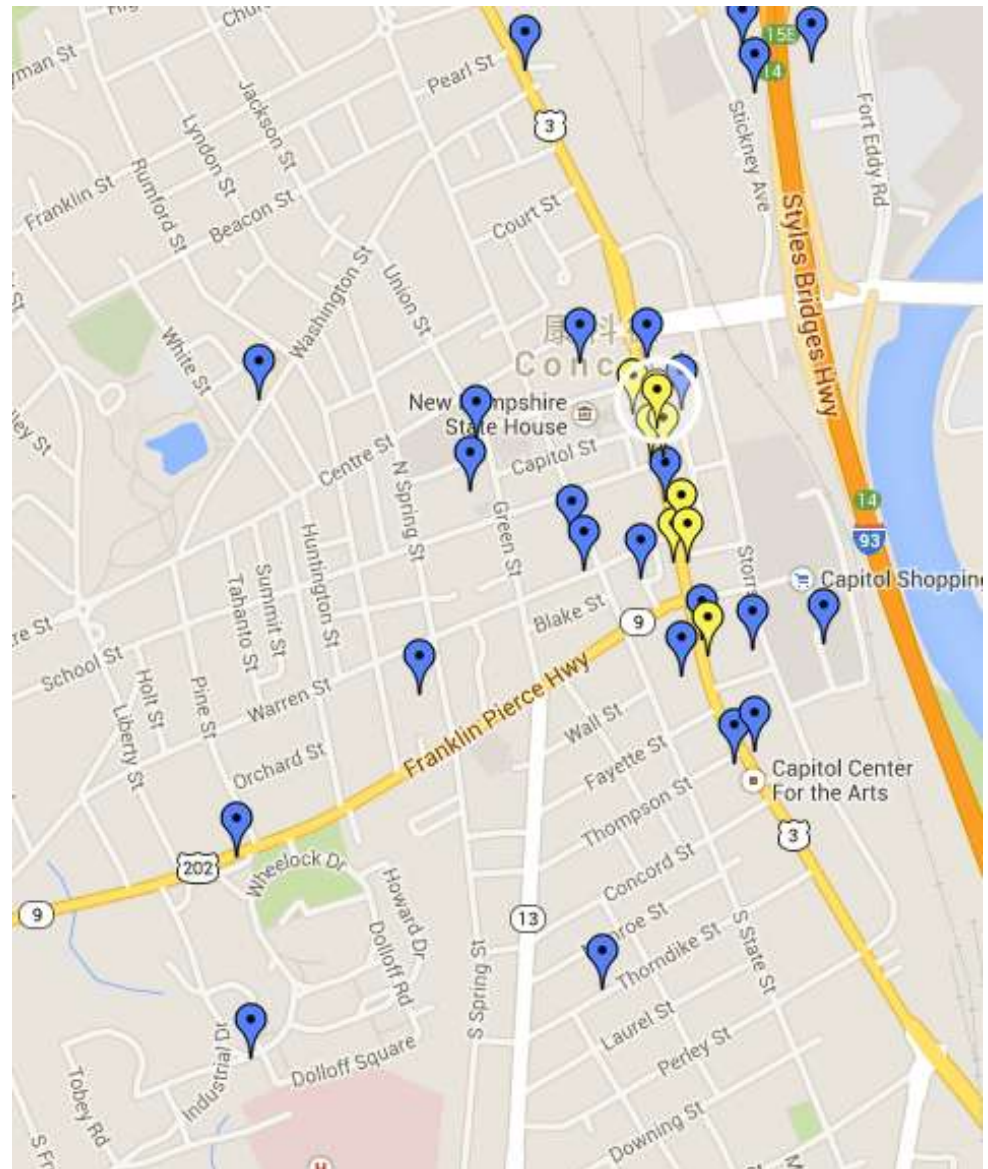 Pearl St
3
15E
14
Jackson St
Lyndon St
Rumford St
Franklin St
Beacon St
Stickney Ave
Fort Eddy Rd
Court St
Washington St
Union St
Styles Bridges Hwy
White St
New Hampshire
State House
Centre St
Capitol St
N Spring St
Green St
14
93
Huntington St
Summit St
Tahanto St
Capitol Shopping
Blake St
9
School St
Holt St
Liberty St
Pine St
Warren St
Franklin Pierce Hwy
Wall St
Orchard St
Fayette St
Capitol Center
For the Arts
Thompson St
3
202
Wheelock Dr
Concord St
9
Howard Dr
13
Dolloff Rd
Thorndike St
S State St
S Spring St
Laurel St
Industrial Dr
Perley St
Dolloff Square
Tobey Rd
Downing St
H